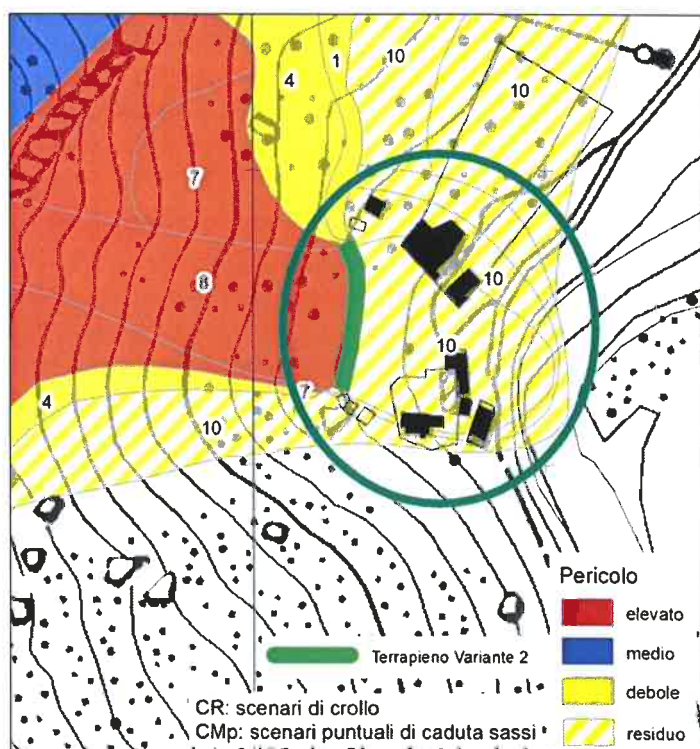 1
4
10
10
7
8
10
10
7
4
10
Pericolo
elevato
medio
debole
residuo
Terrapieno Variante 2
CR: scenari di crollo
CMp: scenari puntuali di caduta sassi